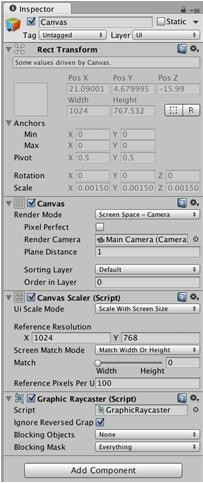 Inspector
Canvas Static
Tag Untagged Layer UI
Rect Transform
Some values driven by Canvas.
Pos X Pos Y Pos Z
21.09001 4.679995 -15.99
Width Height
1024 767.532 R
Anchors
Min X 0 Y 0
Max X 0 Y 0
Pivot X 0.5 Y 0.5
Rotation X 0 Y 0 Z 0
Scale X 0.00150 Y 0.00150 Z 0.00150
Canvas
Render Mode Screen Space - Camera
Pixel Perfect
Render Camera Main Camera (Camera
Plane Distance 1
Sorting Layer Default
Order in Layer 0
Canvas Scaler (Script)
Ui Scale Mode Scale With Screen Size
Reference Resolution
X 1024 Y 768
Screen Match Mode Match Width Or Height
Match 0
Width Height
Reference Pixels Per U 100
Graphic Raycaster (Script)
Script GraphicRaycaster
Ignore Reversed Grap
Blocking Objects None
Blocking Mask Everything
Add Component